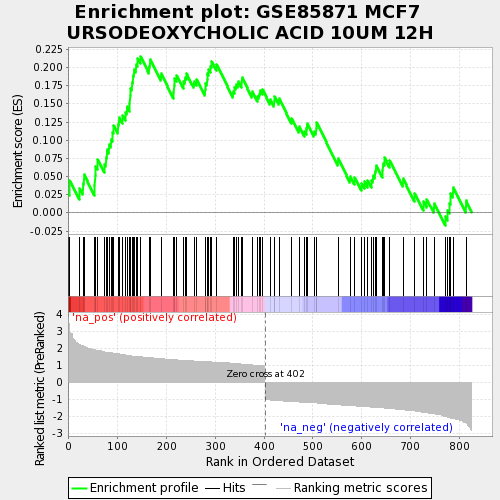 Enrichment plot: GSE85871 MCF7
URSODEOXYCHOLIC ACID 10UM 12H
Enrichment score (ES)
0.225
0.200
0.175
0.150
0.125
0.100
0.075
0.050
0.025
0.000
-0.025
Ranked list metric (PreRanked)
4
3
2
1
0
-1
-2
-3
'na_pos' (positively correlated)
Zero cross at 402
'na_neg' (negatively correlated)
0
100
200
300
400
500
600
700
800
Rank in Ordered Dataset
Enrichment profile
Hits
Ranking metric scores